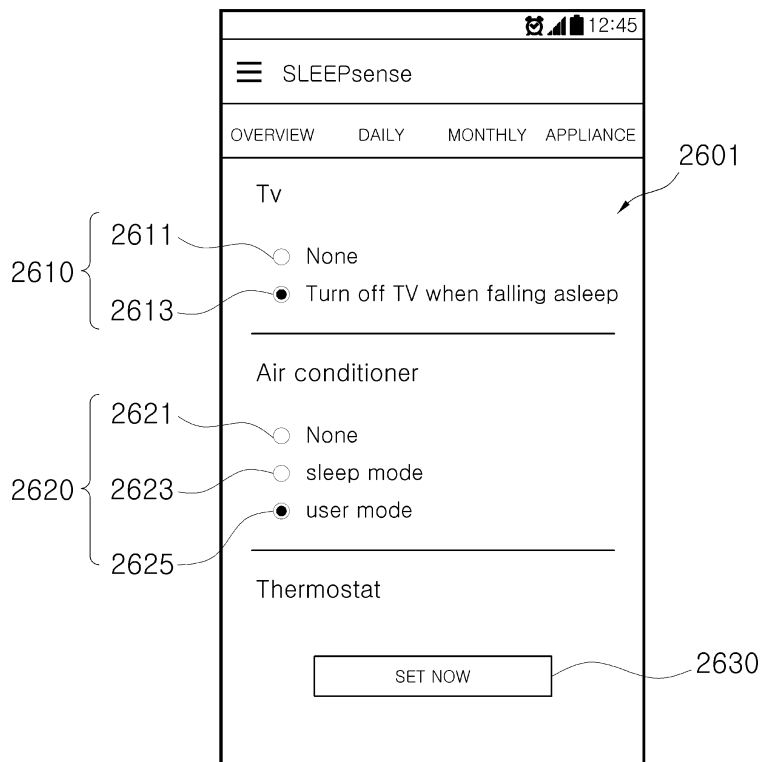 12:45
SLEEPsense
OVERVIEW DAILY MONTHLY APPLIANCE
2601
Tv
2610
2611
None
2613
Turn off TV when falling asleep
Air conditioner
2620
2621
None
2623
sleep mode
2625
user mode
Thermostat
SET NOW
2630